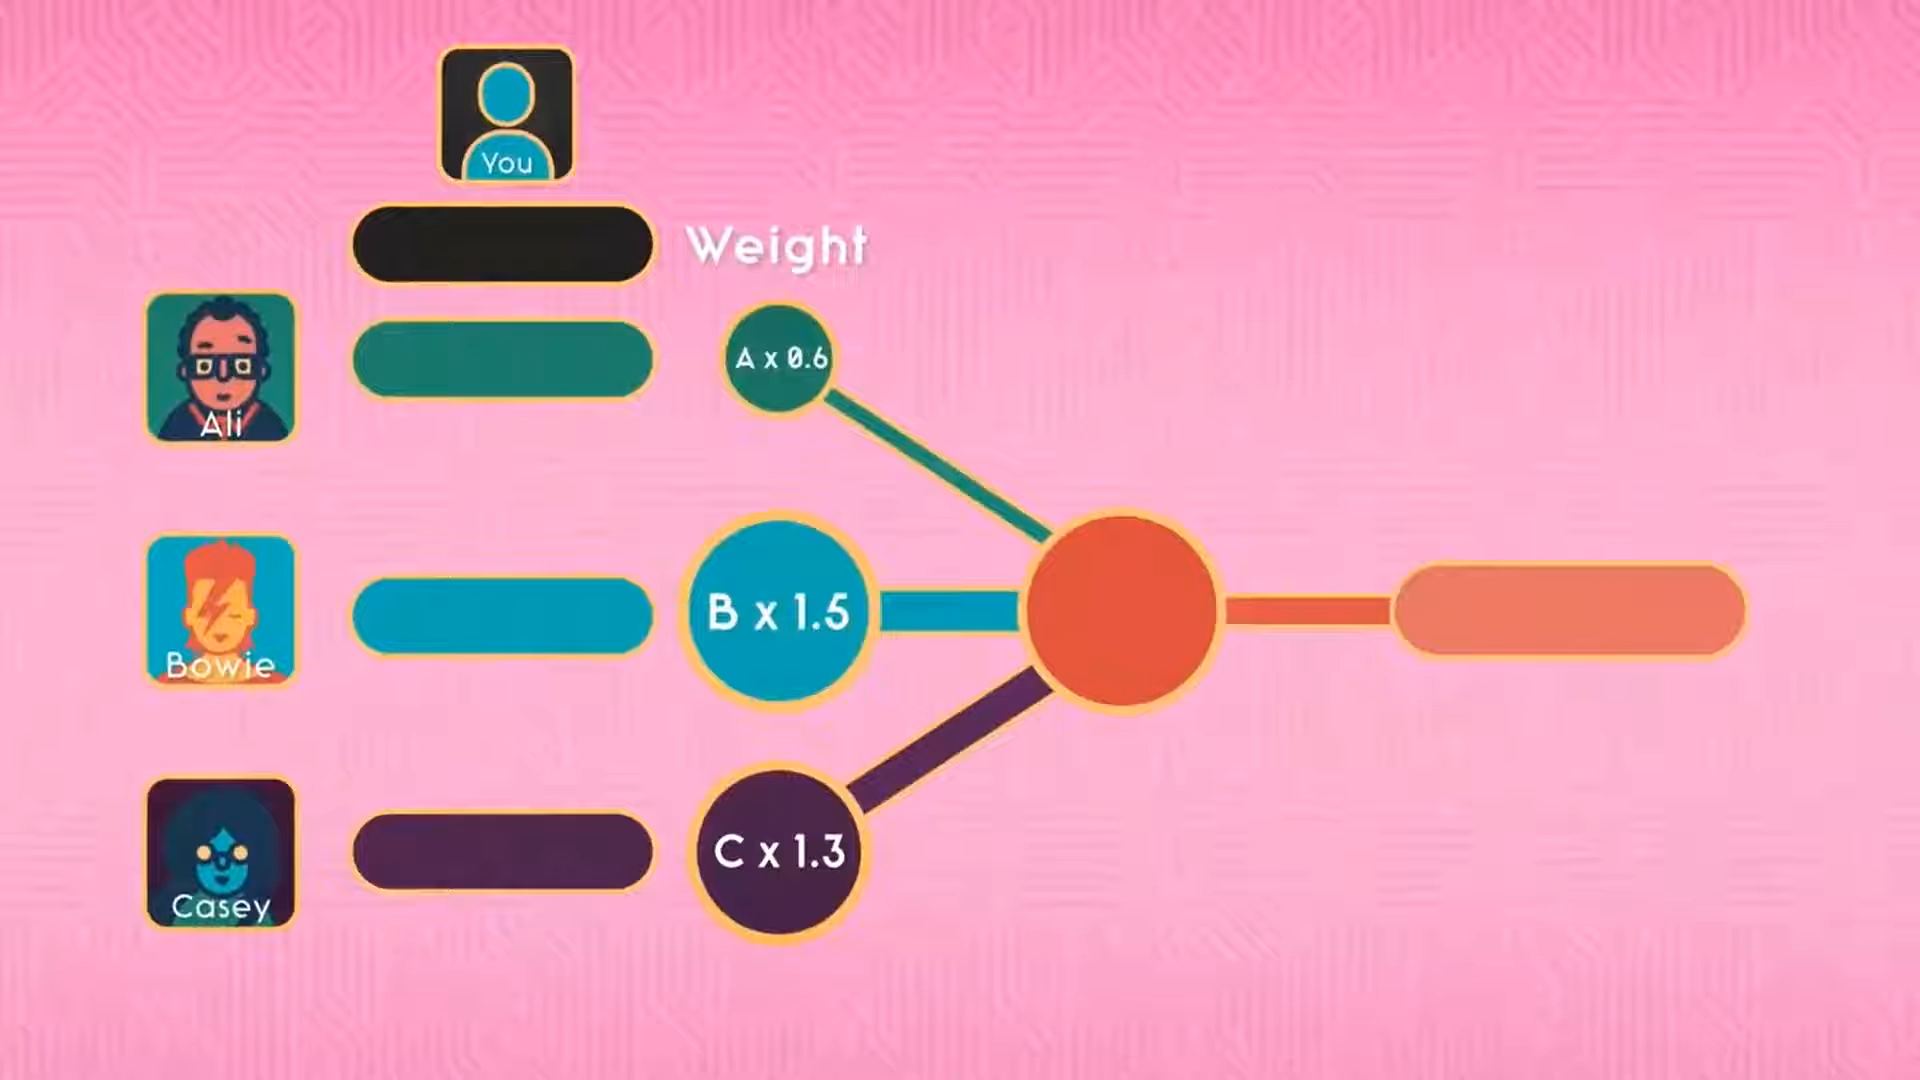 You
Weight
Ali
A x 0.6
Bowie
B x 1.5
Casey
C x 1.3